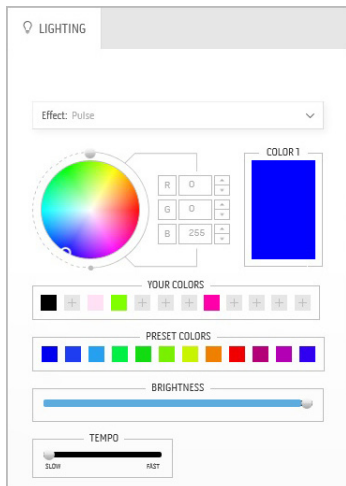 LIGHTING
Effect: Pulse
COLOR 1
R 0
G 0
B 255
YOUR COLORS
PRESET COLORS
BRIGHTNESS
TEMPO
SLOW FAST